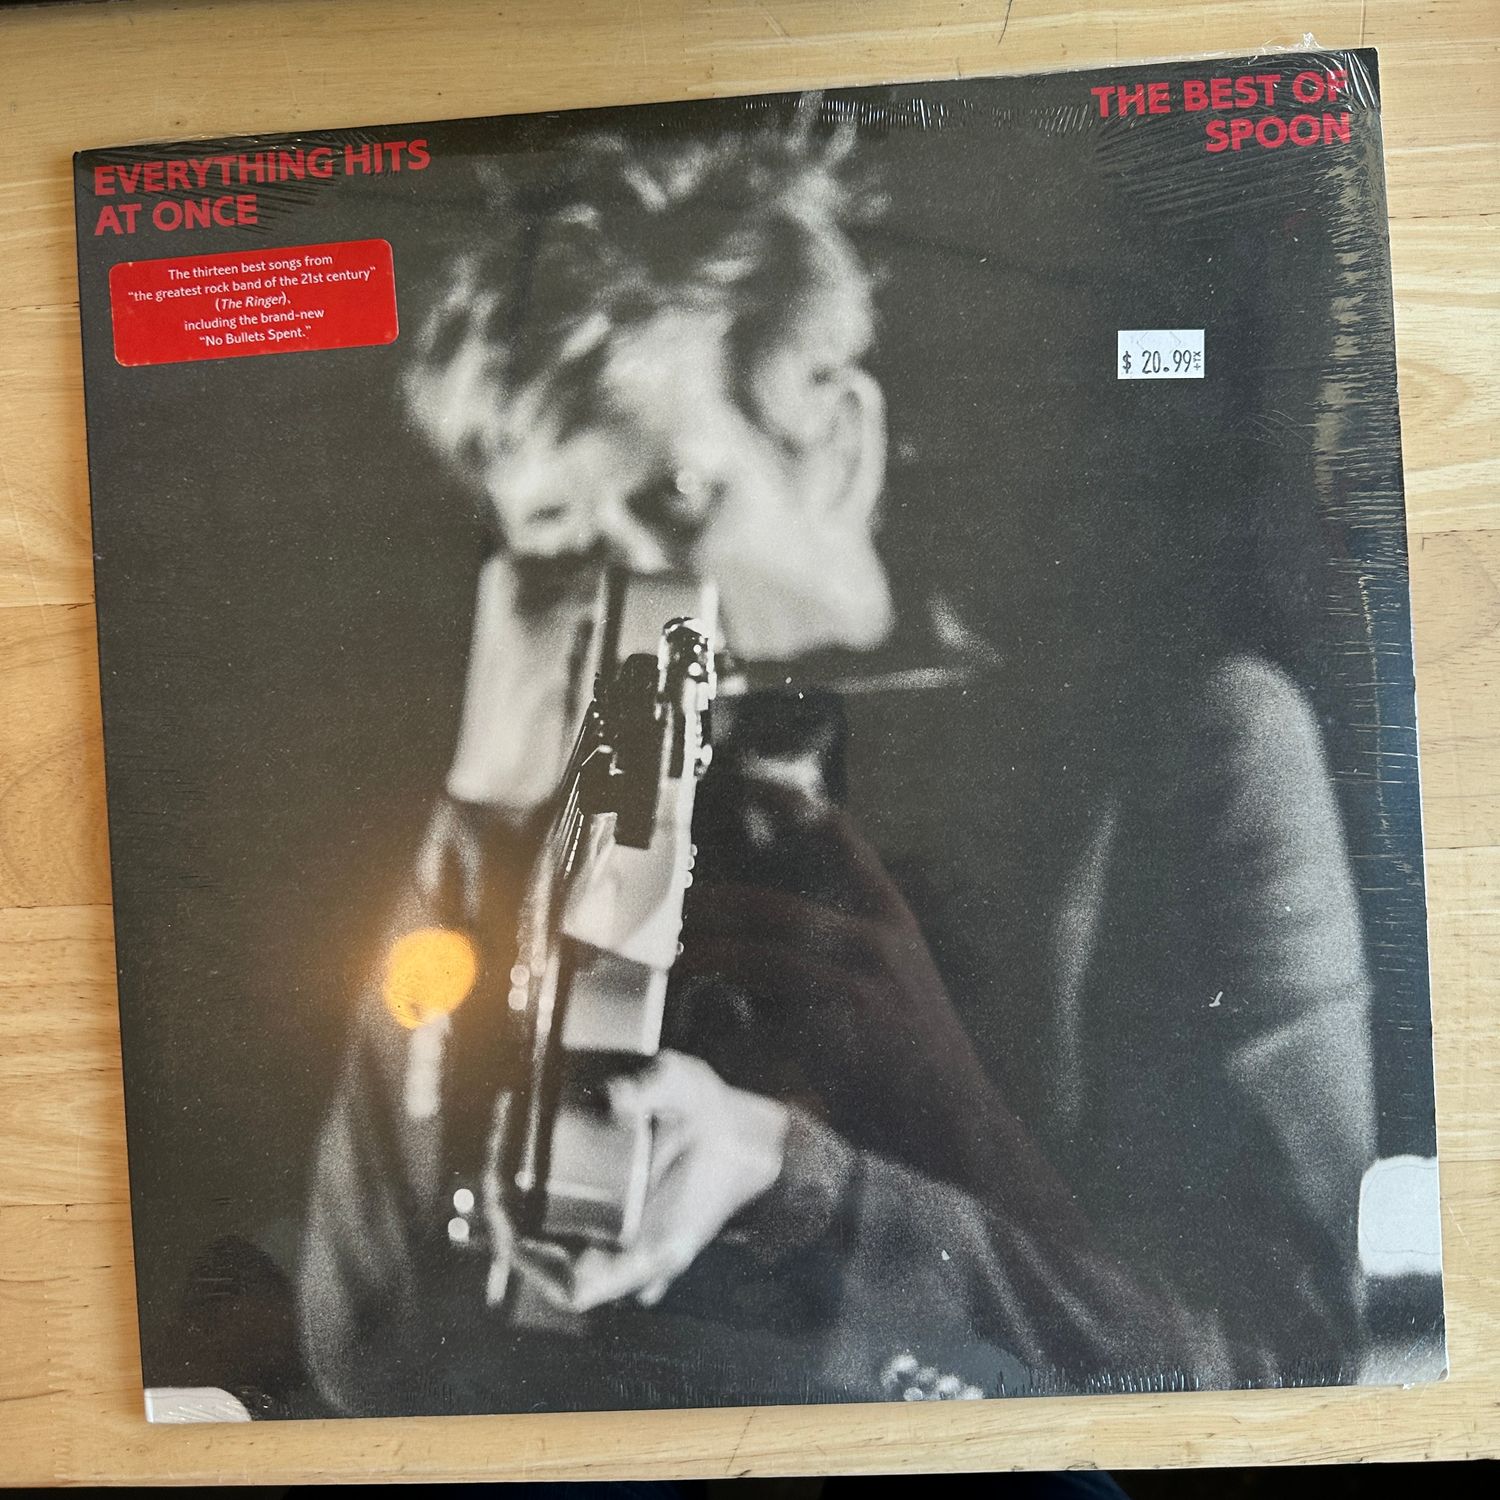 EVERYTHING HITS
AT ONCE
THE BEST OF
SPOON
The thirteen best songs from
“the greatest rock band of the 21st century”
(The Ringer),
including the brand-new
“No Bullets Spent.”
$ 20.99 +TX